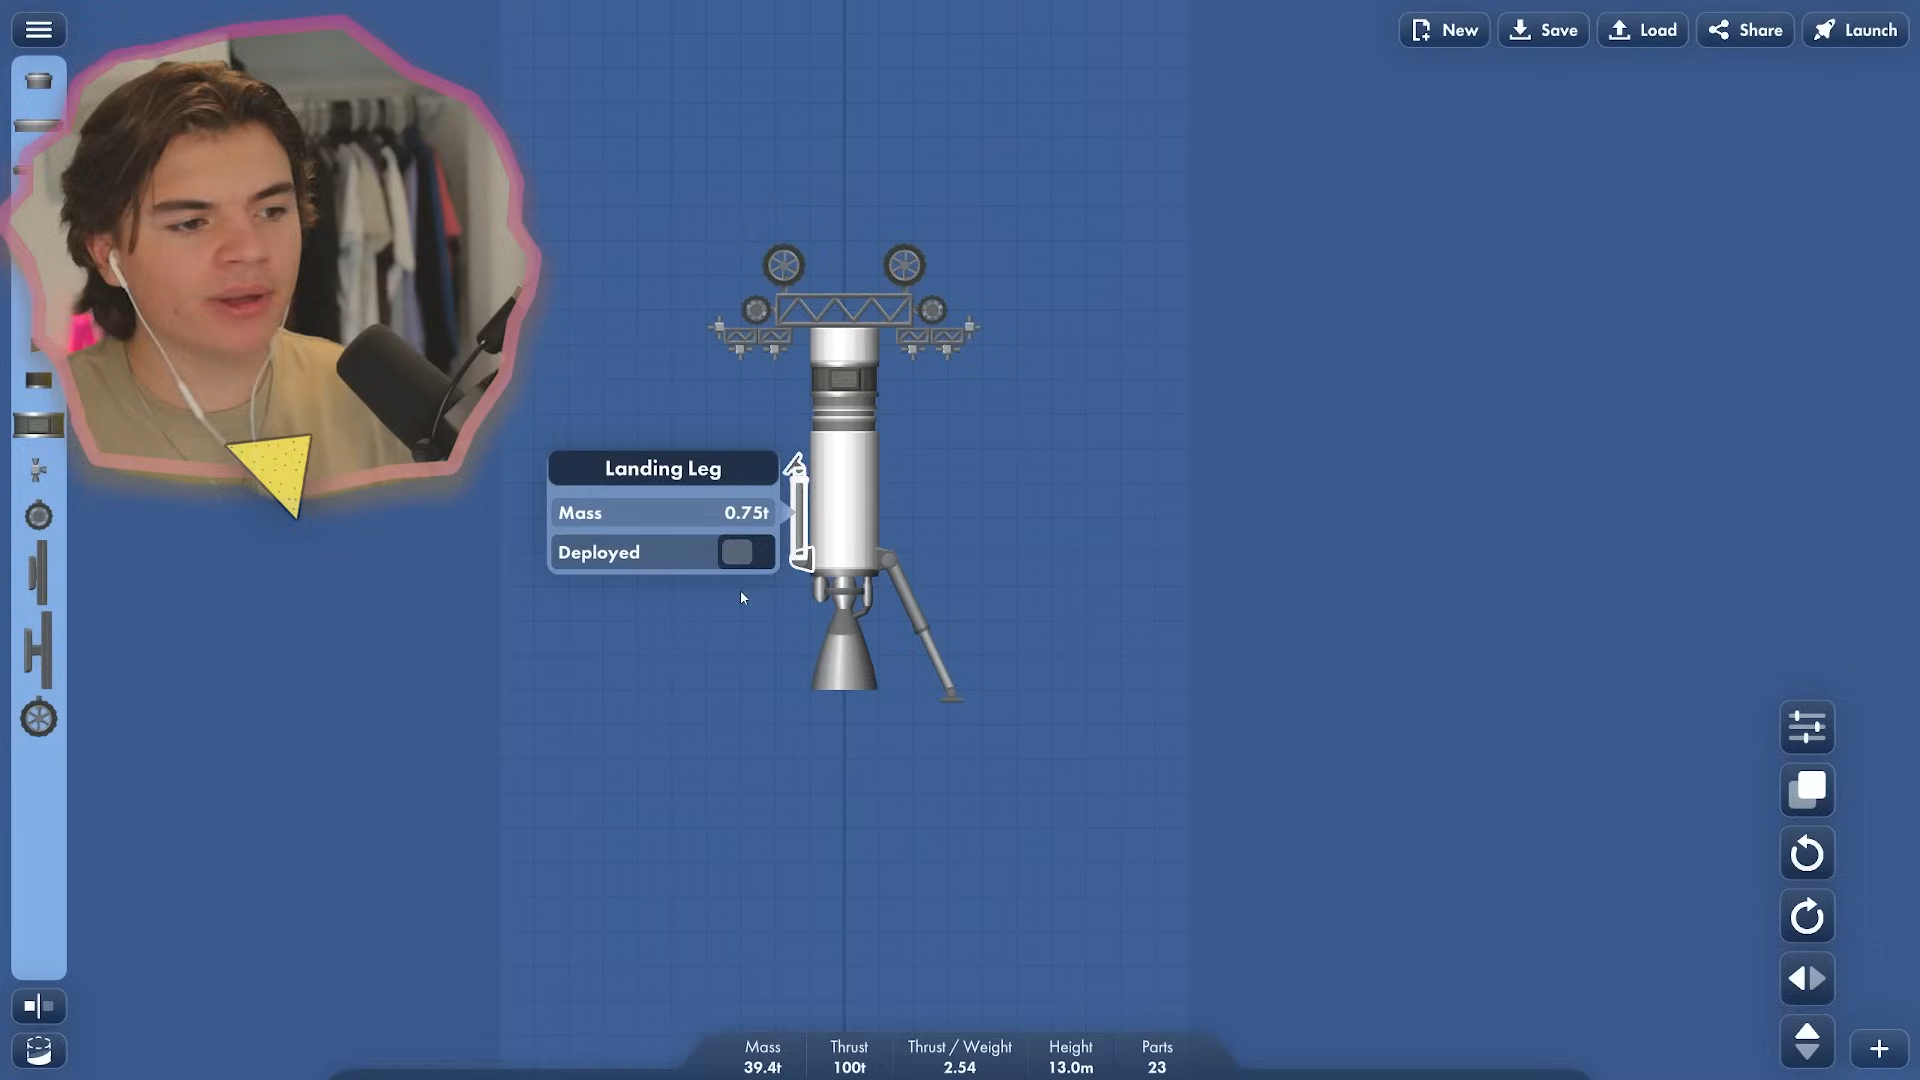 New
Save
Load
Share
Launch
Landing Leg
Mass 0.75t
Deployed
Mass Thrust Thrust / Weight Height Parts
39.4t 100t 2.54 13.0m 23